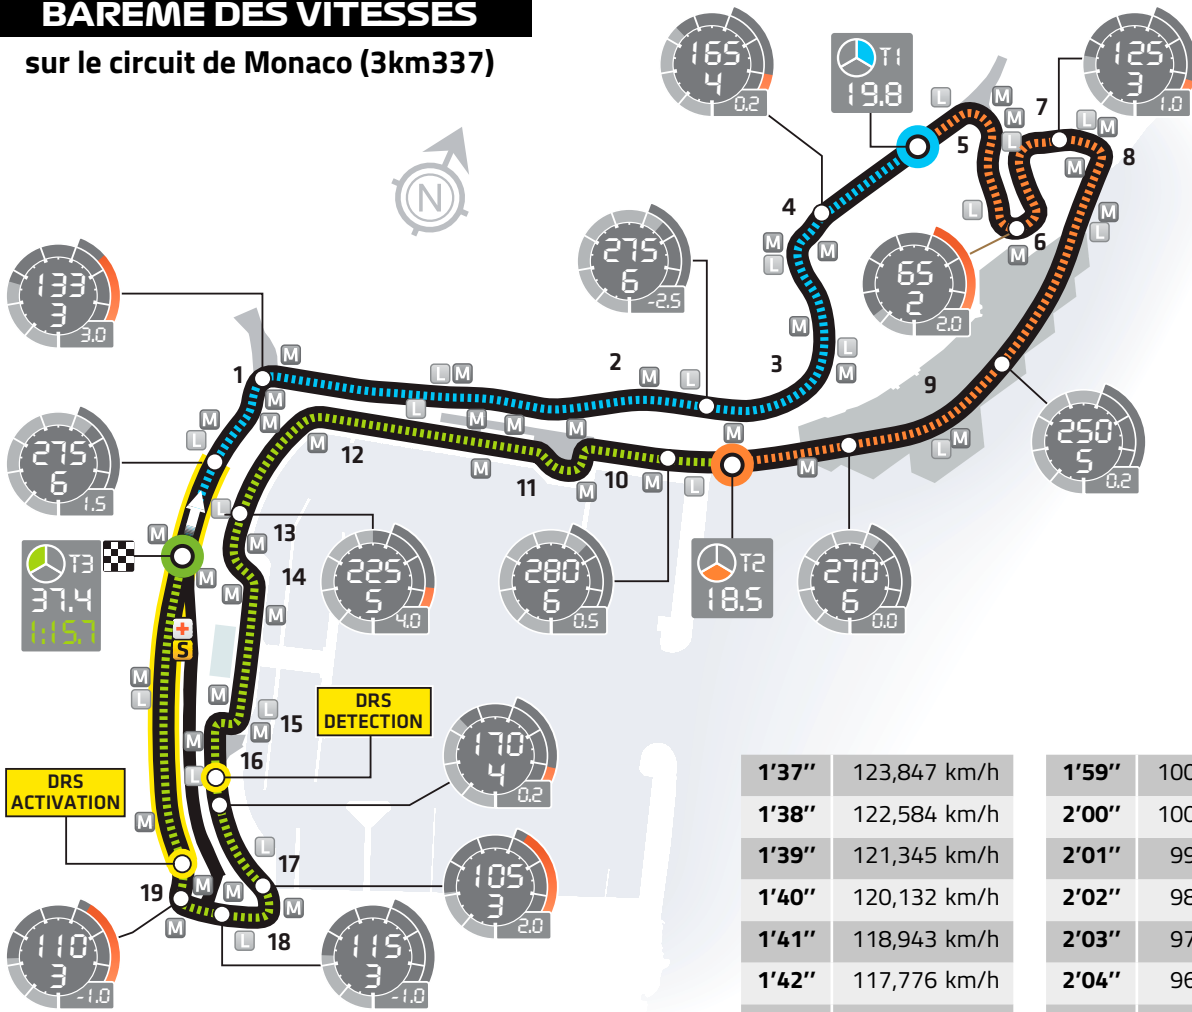 BARÈME DES VITESSES
sur le circuit de Monaco (3km337)
165
4
0.2
T1
19.8
125
3
1.0
N
133
3
3.0
275
6
-2.5
65
2
2.0
275
6
1.5
250
5
0.2
T3
37.4
1:15.7
225
5
4.0
280
6
0.5
T2
18.5
270
6
0.0
170
4
0.2
105
3
2.0
110
3
-1.0
115
3
-1.0
1
2
3
4
5
6
7
8
9
10
11
12
13
14
15
16
17
18
19
S
DRS
DETECTION
DRS
ACTIVATION
L
M
M
L
M
L
M
M
L
M
L
M
M
L
M
M
L
M
M
L
M
M
L
M
M
L
M
M
L
M
M
M
M
M
M
L
M
L
M
M
L
M
M
M
M
L
M
M
L
M
M
L
M
M
L
M
M
L
M
L
M
M
L
M
1'37'' 123,847 km/h
1'38'' 122,584 km/h
1'39'' 121,345 km/h
1'40'' 120,132 km/h
1'41'' 118,943 km/h
1'42'' 117,776 km/h
1'59'' 100
2'00'' 100
2'01'' 99
2'02'' 98
2'03'' 97
2'04'' 96